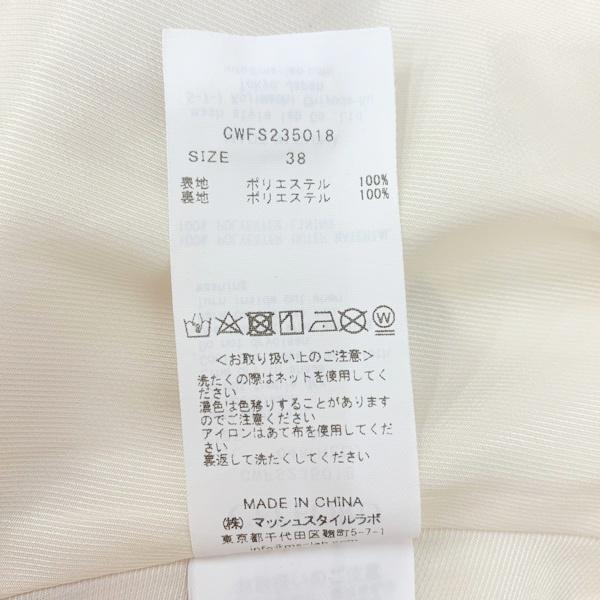 CWFS235018
SIZE 38
表地 ポリエステル 100%
裏地 ポリエステル 100%
<お取り扱い上のご注意>
洗たくの際はネットを使用してくだ
ださい
濃色は色移りすることがあります
のでご注意ください
アイロンはあて布を使用してくだ
さい
裏返して洗たくしてください
MADE IN CHINA
(株) マッシュスタイルラボ
東京都千代田区麹町5-7-1